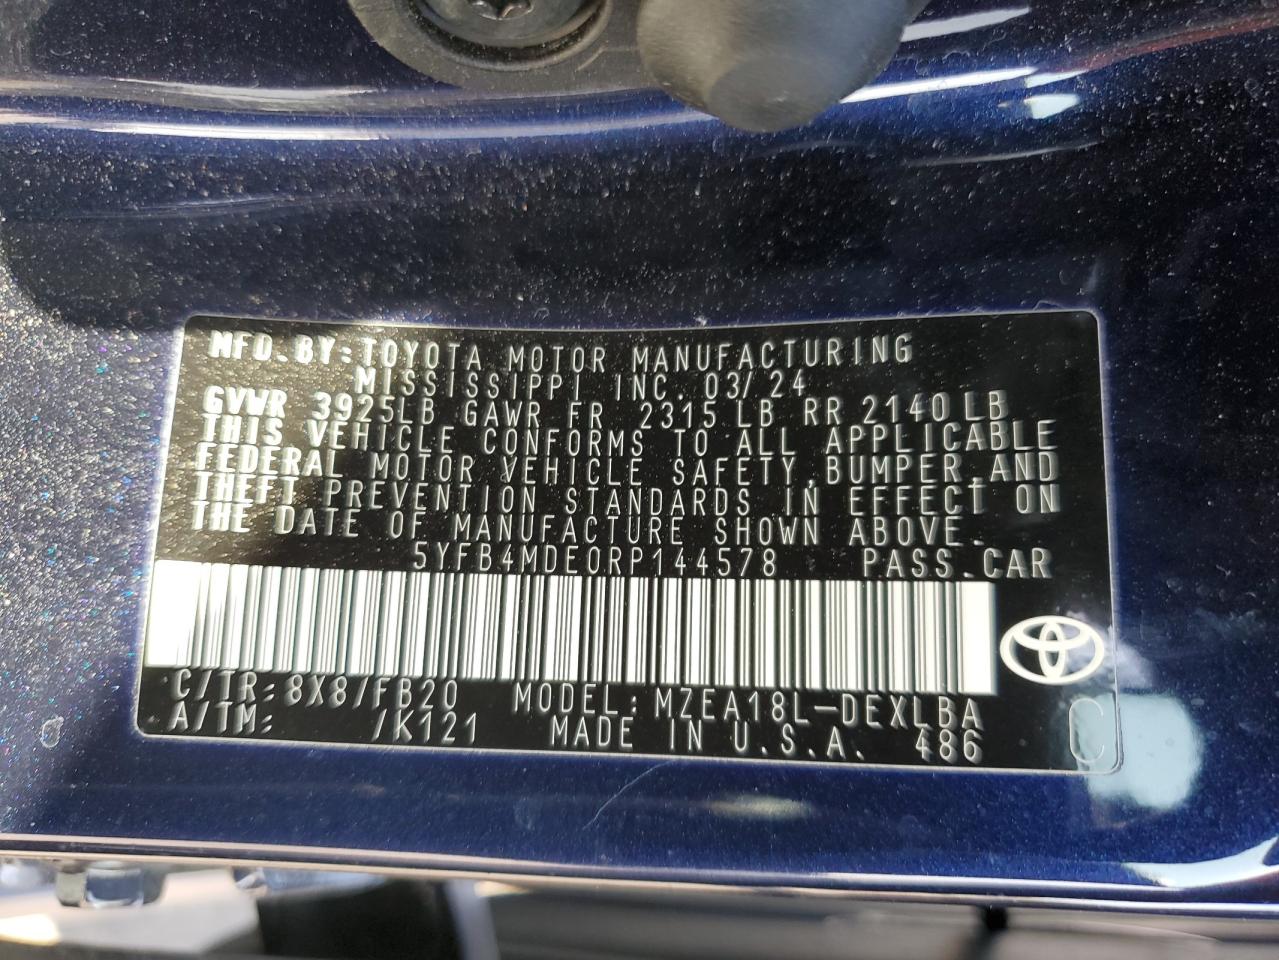 MFD.BY:TOYOTA MOTOR MANUFACTURING
MISSISSIPPI INC. 03/24
GVWR 3925LB GAWR FR 2315 LB RR 2140 LB
THIS VEHICLE CONFORMS TO ALL APPLICABLE
FEDERAL MOTOR VEHICLE SAFETY,BUMPER,AND
THEFT PREVENTION STANDARDS IN EFFECT ON
THE DATE OF MANUFACTURE SHOWN ABOVE.
5YFB4MDE0RP144578 PASS.CAR
C/TR:8X8/FB20 MODEL:MZEA18L-DEXLBA
A/TM: /K121 MADE IN U.S.A. 486 C